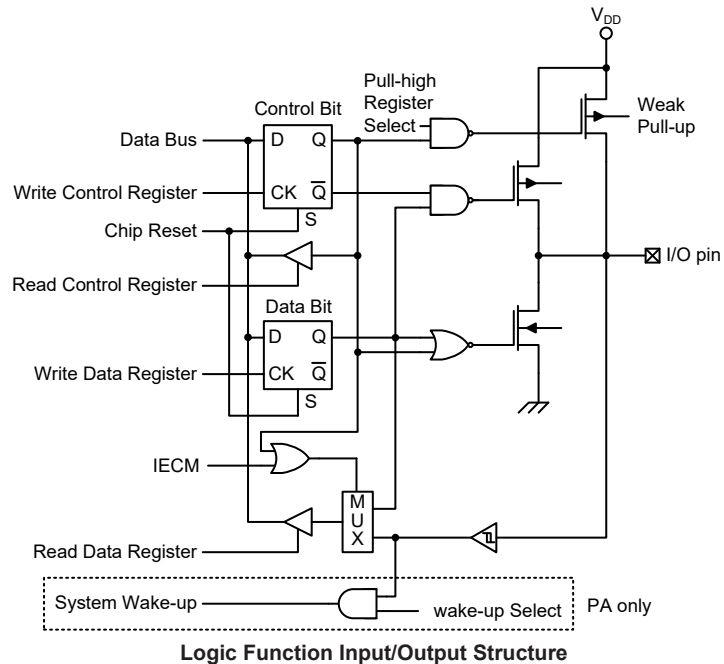 V_DD
Pull-high
Register
Select
Weak
Pull-up
Control Bit
Data Bus
D
Q
Write Control Register
CK
Q̅
S
Chip Reset
I/O pin
Read Control Register
Data Bit
D
Q
Write Data Register
CK
Q̅
S
IECM
M
U
X
Read Data Register
System Wake-up
wake-up Select
PA only
Logic Function Input/Output Structure